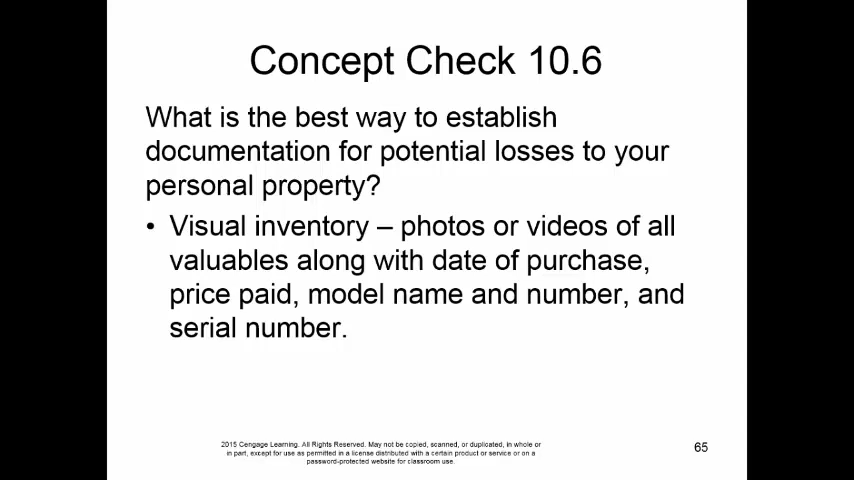 Concept Check 10.6
What is the best way to establish
documentation for potential losses to your
personal property?
• Visual inventory – photos or videos of all
valuables along with date of purchase,
price paid, model name and number, and
serial number.
2015 Cengage Learning. All Rights Reserved. May not be copied, scanned, or duplicated, in whole or
in part, except for use as permitted in a license distributed with a certain product or service or on a
password-protected website for classroom use.
65